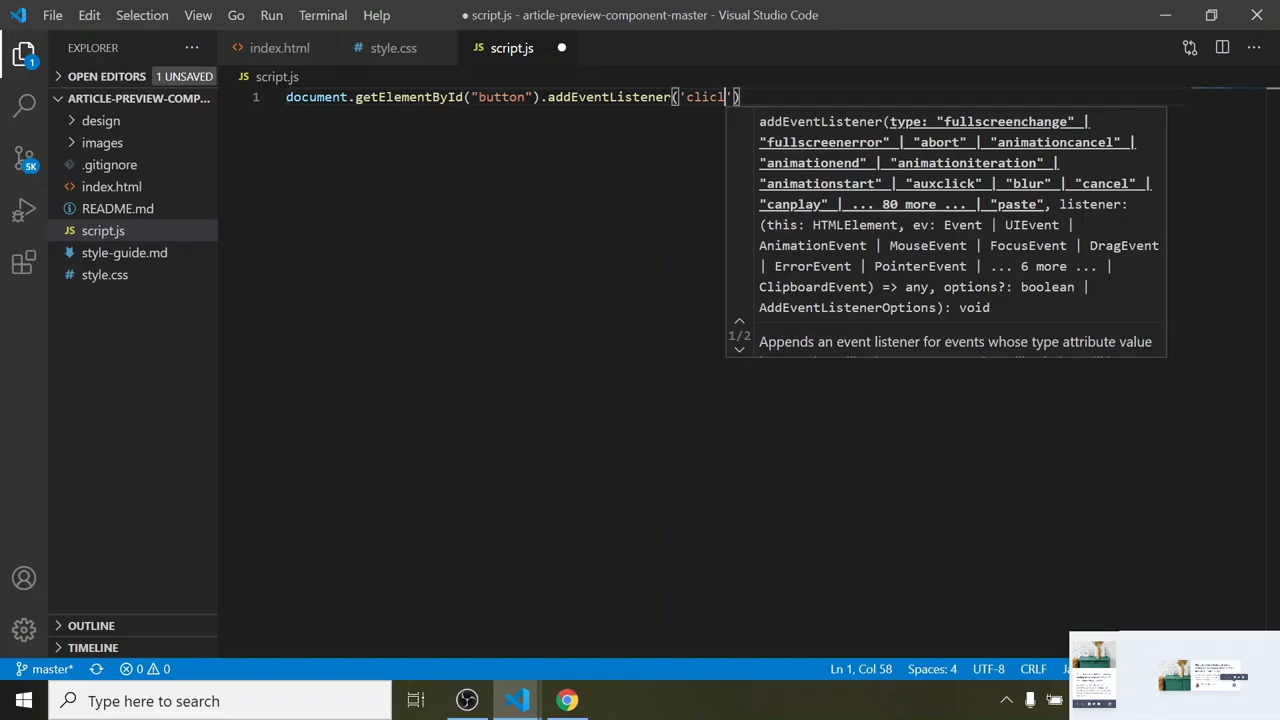 File Edit Selection View Go Run Terminal Help
● script.js - article-preview-component-master - Visual Studio Code
EXPLORER
index.html
# style.css
JS script.js
OPEN EDITORS 1 UNSAVED
JS script.js
ARTICLE-PREVIEW-COMP...
1 document.getElementById("button").addEventListener('clicl')
design
images
.gitignore
index.html
README.md
JS script.js
style-guide.md
style.css
1
5K
addEventListener(type: "fullscreenchange" |
"fullscreenerror" | "abort" | "animationcancel" |
"animationend" | "animationiteration" |
"animationstart" | "auxclick" | "blur" | "cancel" |
"canplay" | ... 80 more ... | "paste", listener:
(this: HTMLElement, ev: Event | UIEvent |
AnimationEvent | MouseEvent | FocusEvent | DragEvent
| ErrorEvent | PointerEvent | ... 6 more ... |
ClipboardEvent) => any, options?: boolean |
AddEventListenerOptions): void
1/2
Appends an event listener for events whose type attribute value
OUTLINE
TIMELINE
master* 0 0
Ln 1, Col 58 Spaces: 4 UTF-8 CRLF
Type here to search